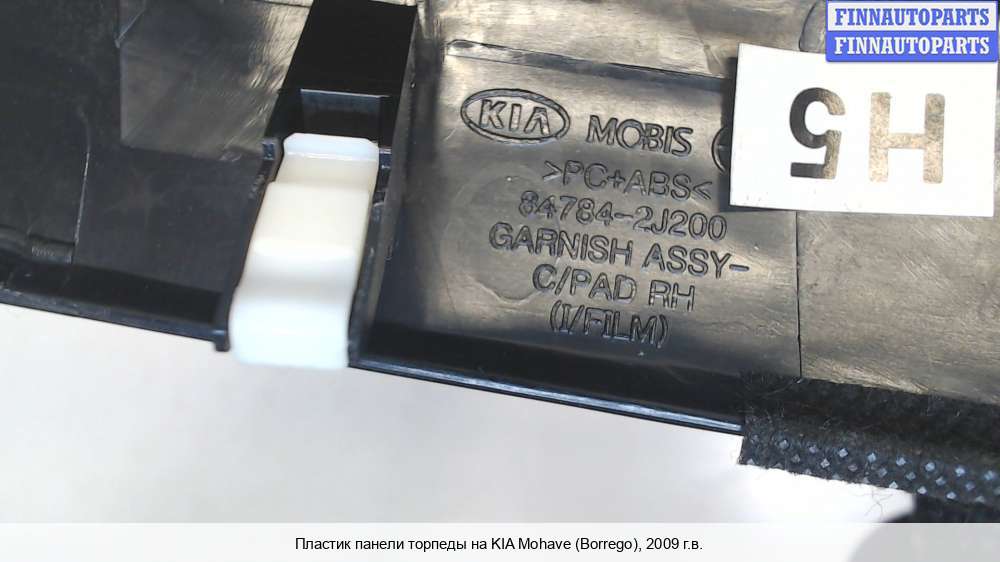 FINNAUTOPARTS
FINNAUTOPARTS
H5
KIA MOBIS
>PC+ABS<
84784-2J200
GARNISH ASSY-
C/PAD RH
(I/FILM)
Пластик панели торпеды на KIA Mohave (Borrego), 2009 г.в.